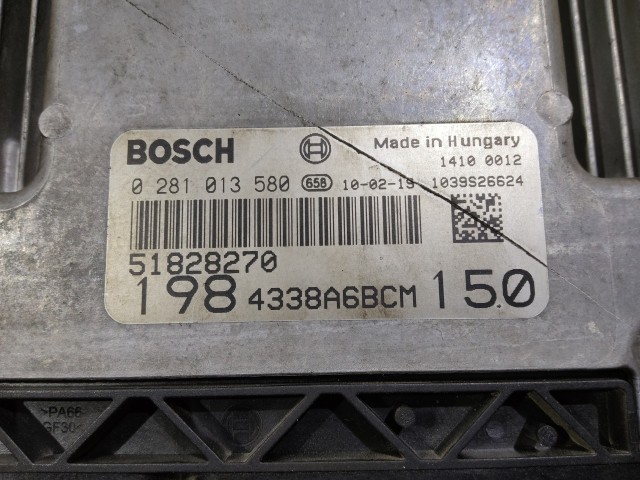 BOSCH Made in Hungary
1410 0012
0 281 013 580 658 10-02-19 1039S26624
51828270
198 4338A6BCM 150
>PA66
GF30